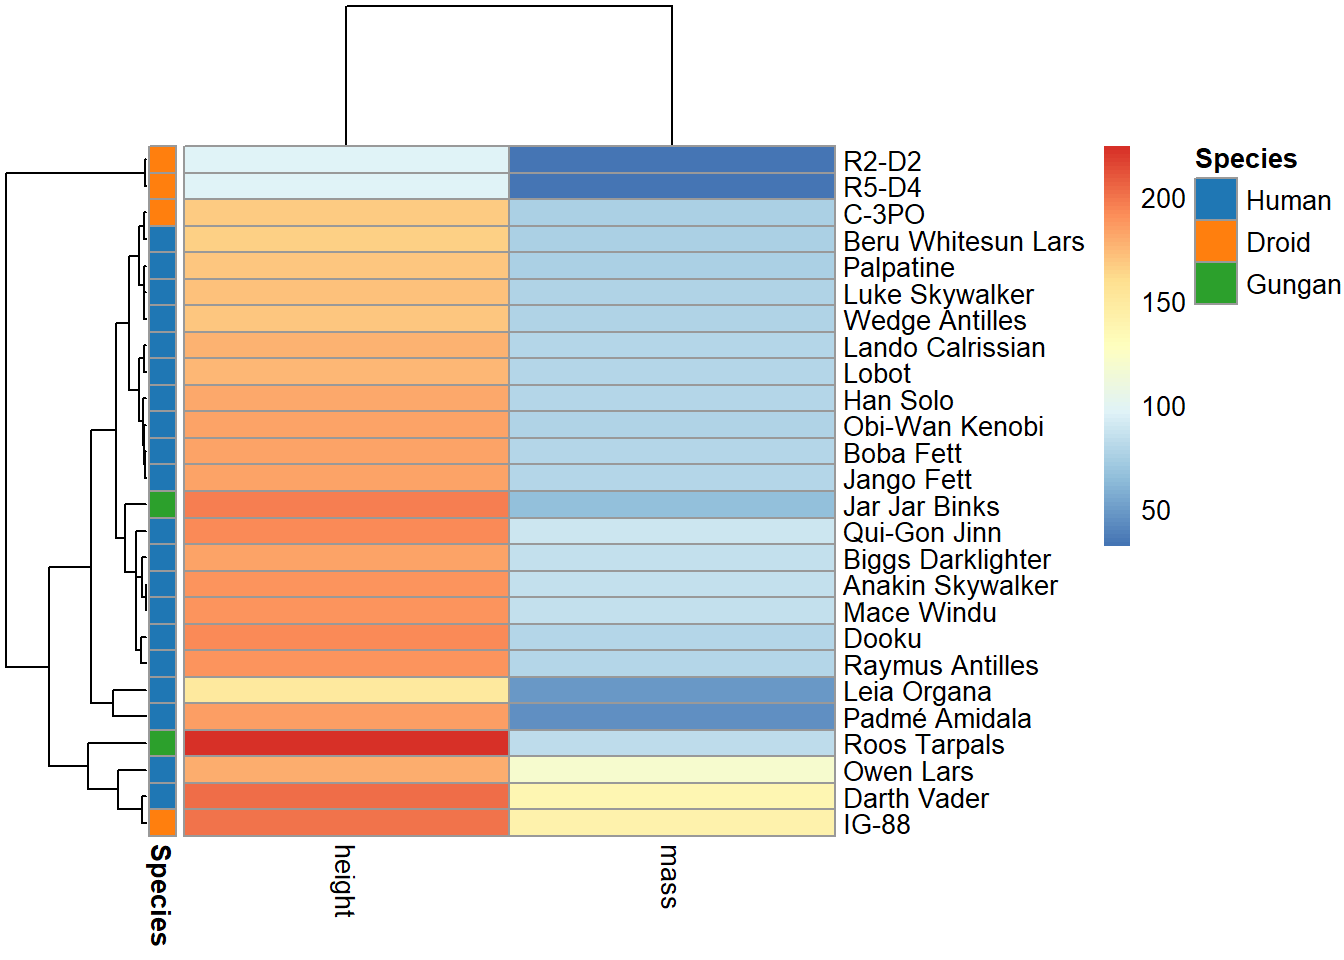 R2-D2
R5-D4
C-3PO
Beru Whitesun Lars
Palpatine
Luke Skywalker
Wedge Antilles
Lando Calrissian
Lobot
Han Solo
Obi-Wan Kenobi
Boba Fett
Jango Fett
Jar Jar Binks
Qui-Gon Jinn
Biggs Darklighter
Anakin Skywalker
Mace Windu
Dooku
Raymus Antilles
Leia Organa
Padmé Amidala
Roos Tarpals
Owen Lars
Darth Vader
IG-88
Species
height
mass
200
150
100
50
Species
Human
Droid
Gungan